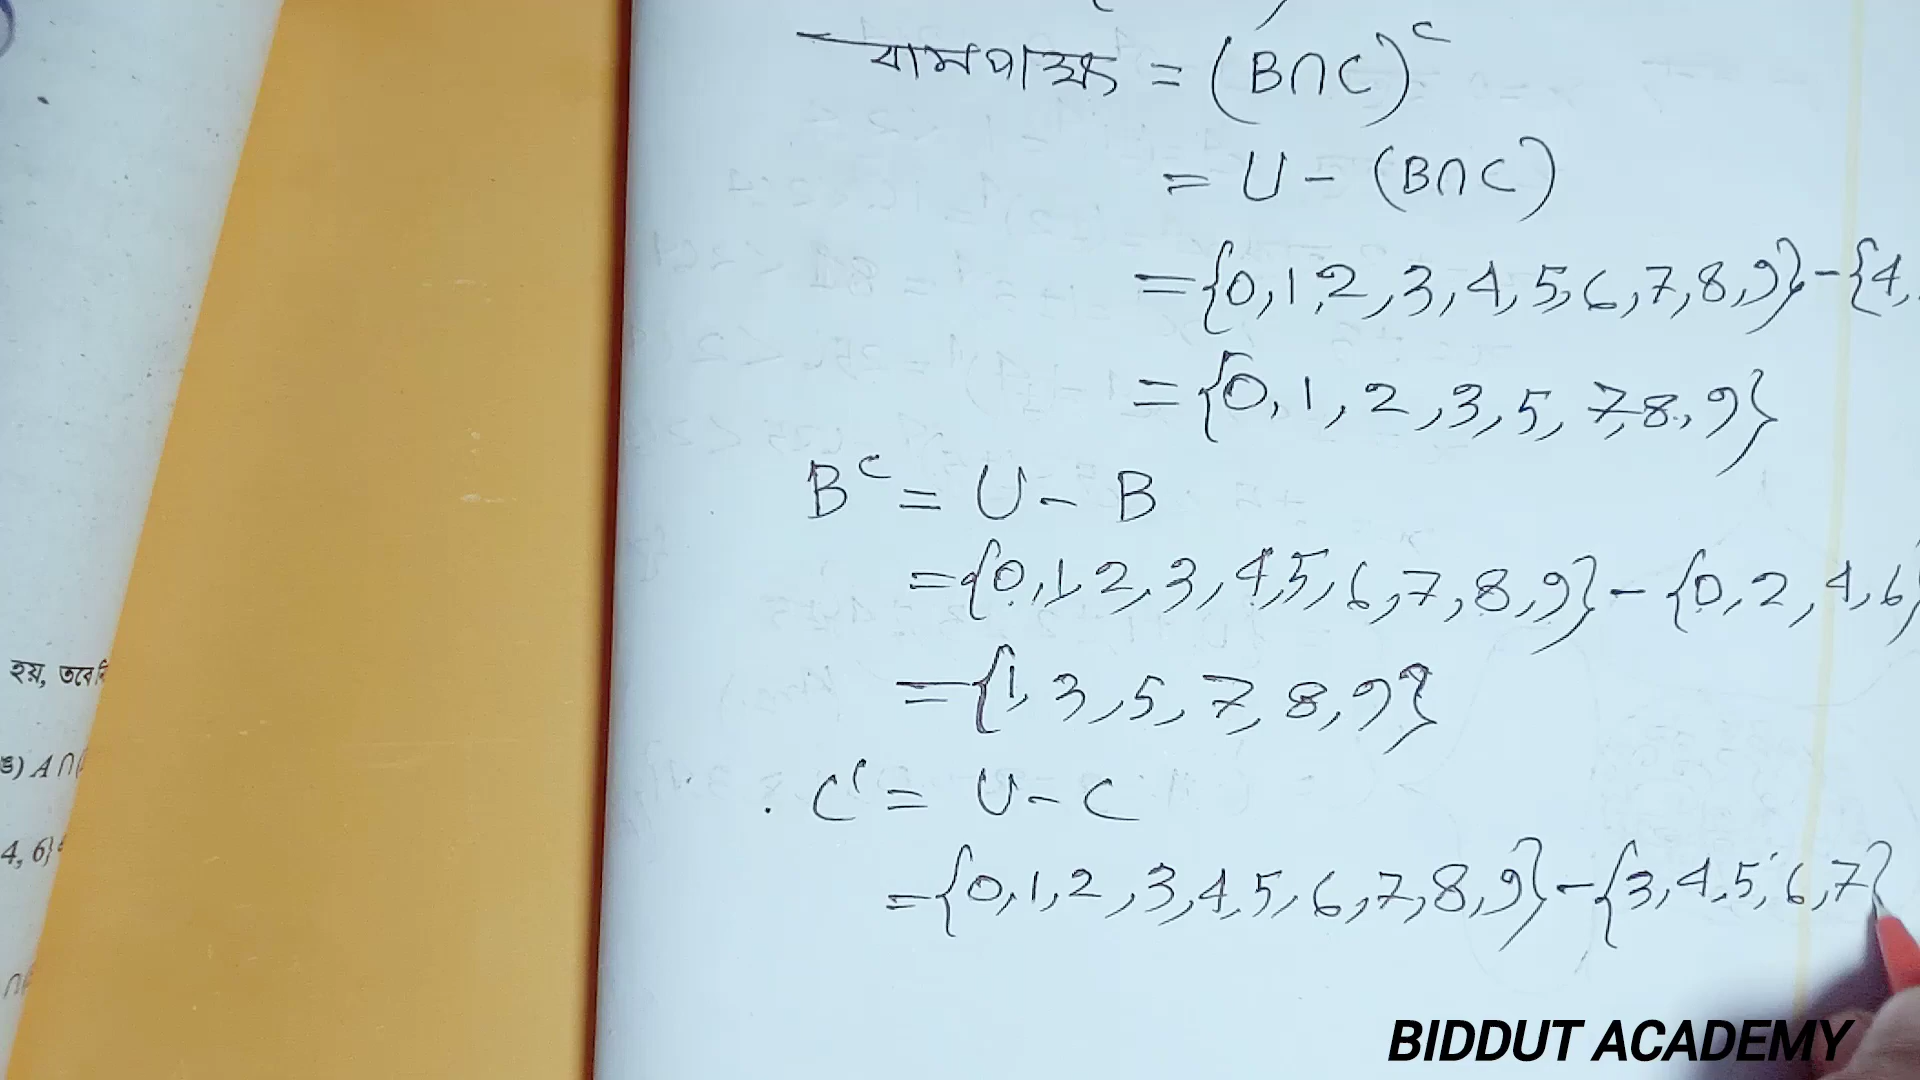 বামপক্ষ = (B∩C)ᶜ
= U - (B∩C)
= {0, 1, 2, 3, 4, 5, 6, 7, 8, 9} - {4,
= {0, 1, 2, 3, 5, 7, 8, 9}
Bᶜ = U - B
= {0, 1, 2, 3, 4, 5, 6, 7, 8, 9} - {0, 2, 4, 6}
= {1, 3, 5, 7, 8, 9}
C' = U - C
= {0, 1, 2, 3, 4, 5, 6, 7, 8, 9} - {3, 4, 5, 6, 7}
হয়, তবে
ঙ) A∩
4, 6}
BIDDUT ACADEMY